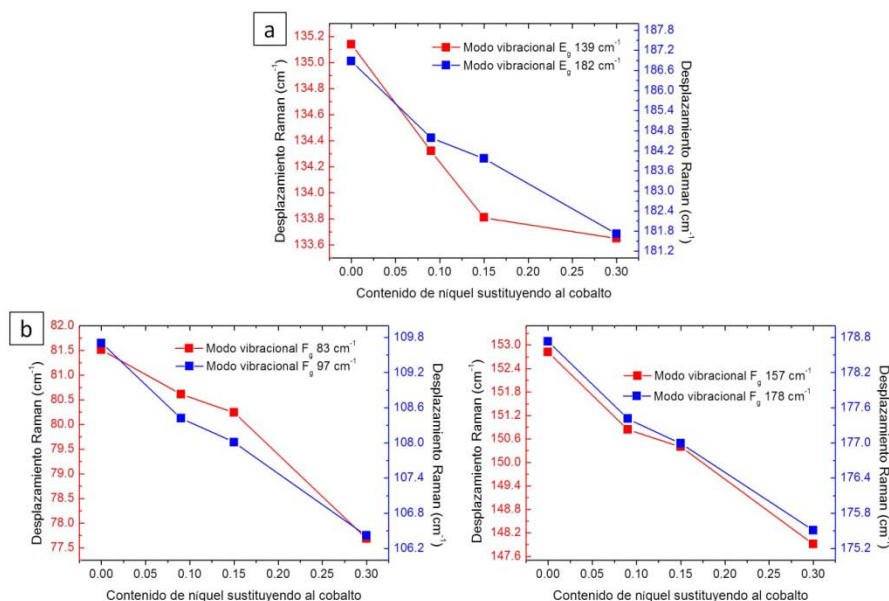 a
Modo vibracional E_g 139 cm⁻¹
Modo vibracional E_g 182 cm⁻¹
Desplazamiento Raman (cm⁻¹)
135.2
135.0
134.8
134.6
134.4
134.2
134.0
133.8
133.6
187.8
187.2
186.6
186.0
185.4
184.8
184.2
183.6
183.0
182.4
181.8
181.2
Desplazamiento Raman (cm⁻¹)
0.00 0.05 0.10 0.15 0.20 0.25 0.30
Contenido de níquel sustituyendo al cobalto
b
Modo vibracional F_g 83 cm⁻¹
Modo vibracional F_g 97 cm⁻¹
Desplazamiento Raman (cm⁻¹)
82.0
81.5
81.0
80.5
80.0
79.5
79.0
78.5
78.0
77.5
109.8
109.2
108.6
108.0
107.4
106.8
106.2
Desplazamiento Raman (cm⁻¹)
0.00 0.05 0.10 0.15 0.20 0.25 0.30
Contenido de níquel sustituyendo al cobalto
Modo vibracional F_g 157 cm⁻¹
Modo vibracional F_g 178 cm⁻¹
Desplazamiento Raman (cm⁻¹)
153.0
152.4
151.8
151.2
150.6
150.0
149.4
148.8
148.2
147.6
178.8
178.2
177.6
177.0
176.4
175.8
175.2
Desplazamiento Raman (cm⁻¹)
0.00 0.05 0.10 0.15 0.20 0.25 0.30
Contenido de níquel sustituyendo al cobalto